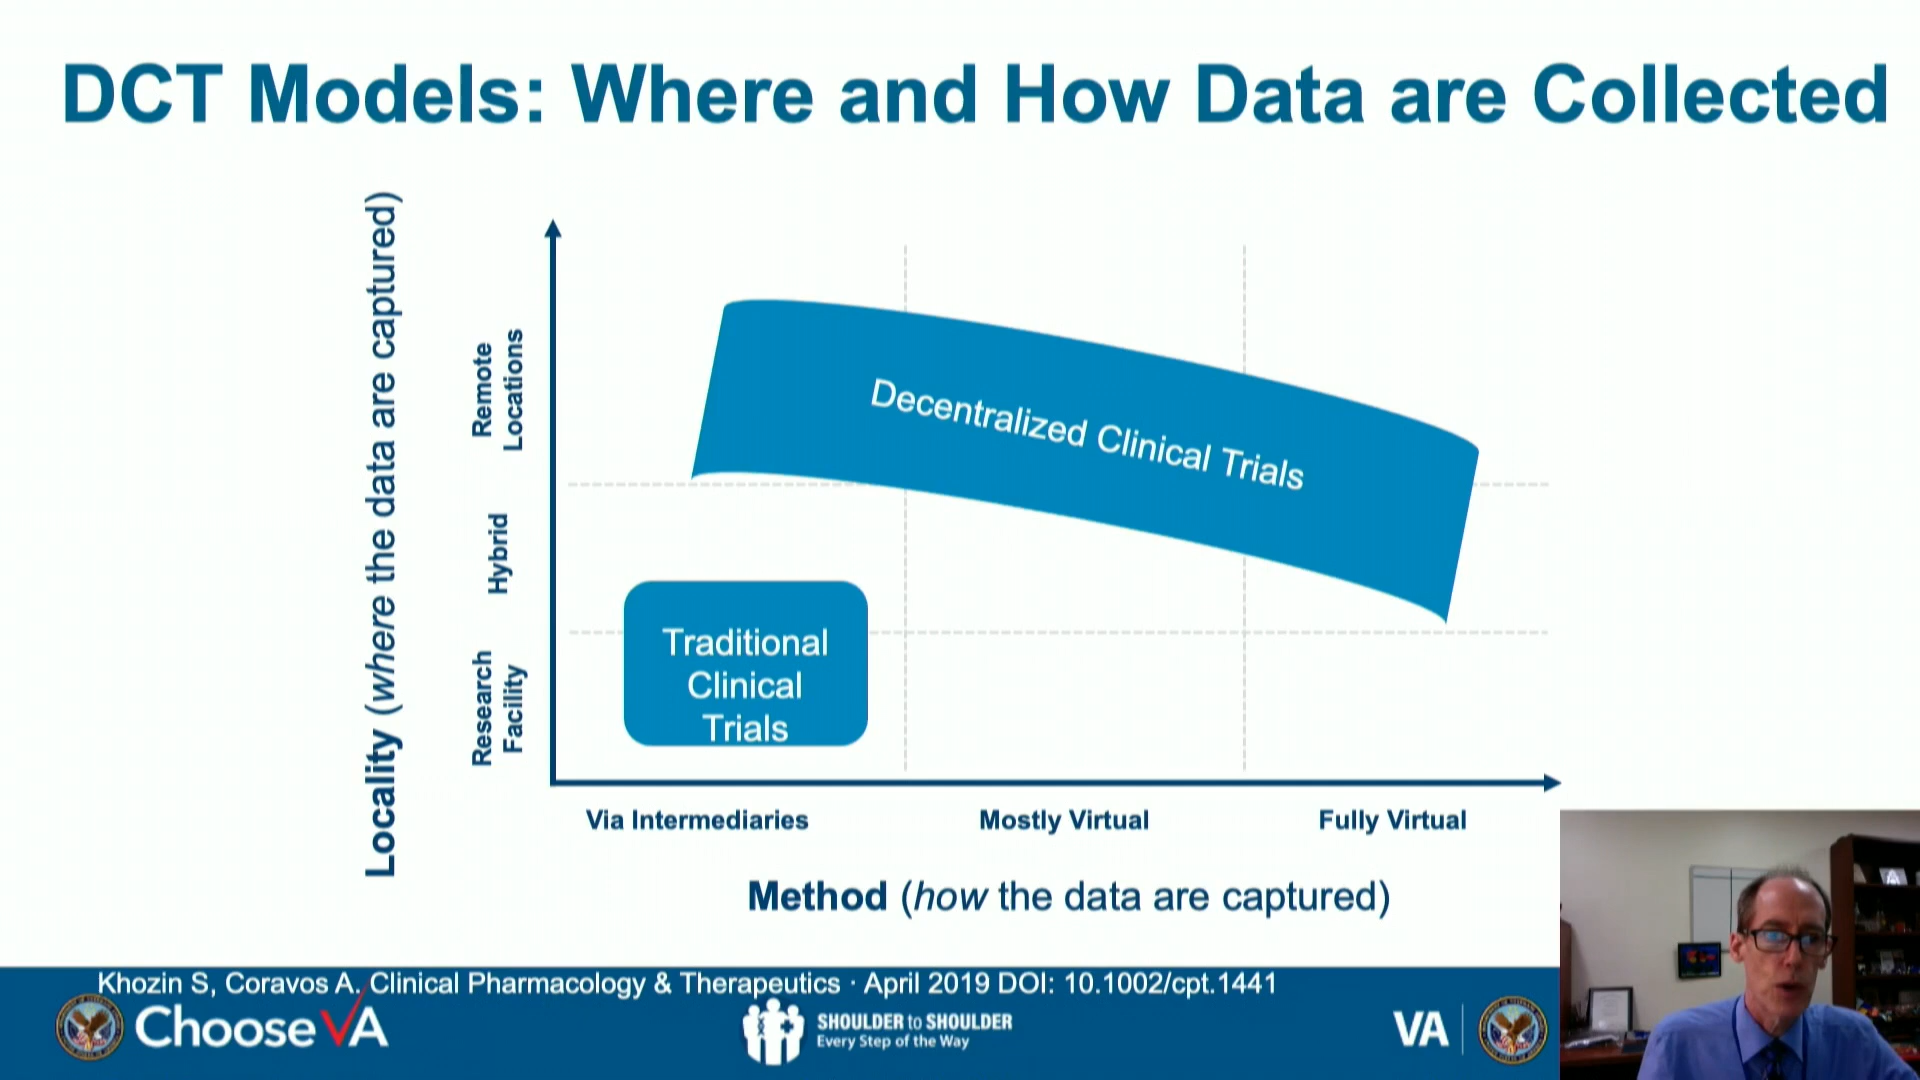 DCT Models: Where and How Data are Collected
Locality (where the data are captured)
Remote
Locations
Hybrid
Research
Facility
Decentralized Clinical Trials
Traditional
Clinical
Trials
Via Intermediaries
Mostly Virtual
Fully Virtual
Method (how the data are captured)
Khozin S, Coravos A. Clinical Pharmacology & Therapeutics · April 2019 DOI: 10.1002/cpt.1441
Choose VA
SHOULDER to SHOULDER
Every Step of the Way
VA